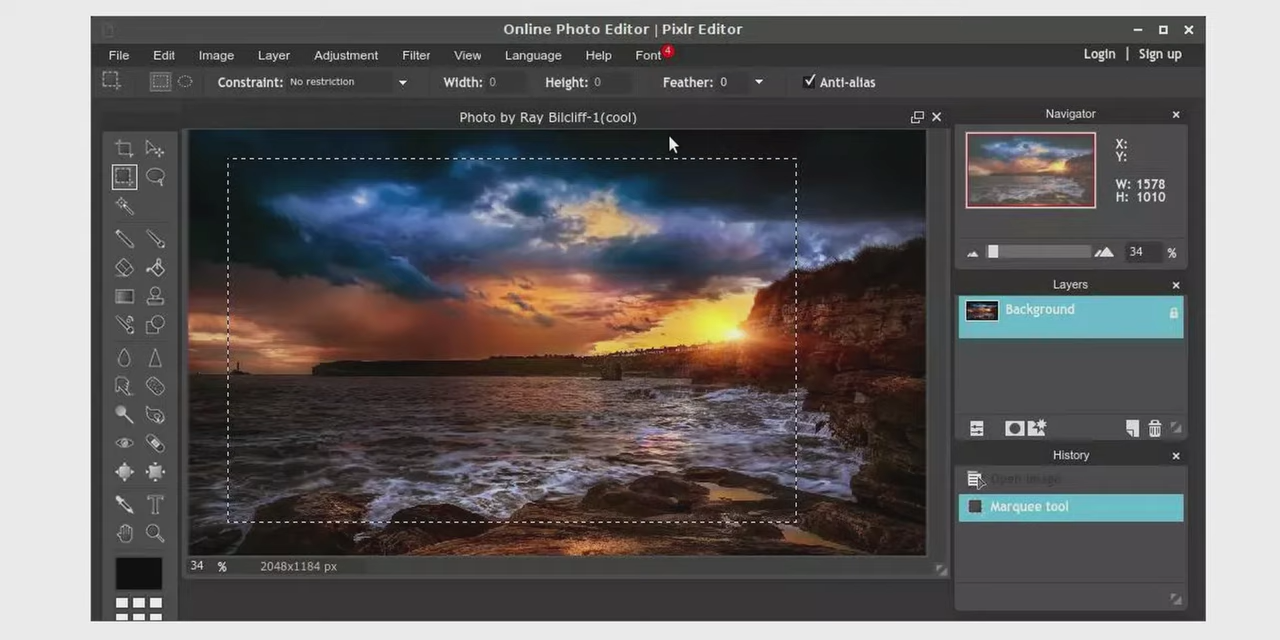 Online Photo Editor | Pixlr Editor
File Edit Image Layer Adjustment Filter View Language Help Font 4 Login | Sign up
Constraint: No restriction Width: 0 Height: 0 Feather: 0 Anti-alias
Photo by Ray Bilcliff-1(cool)
Navigator
X:
Y:
W: 1578
H: 1010
34 %
Layers
Background
History
Open image
Marquee tool
34 % 2048x1184 px